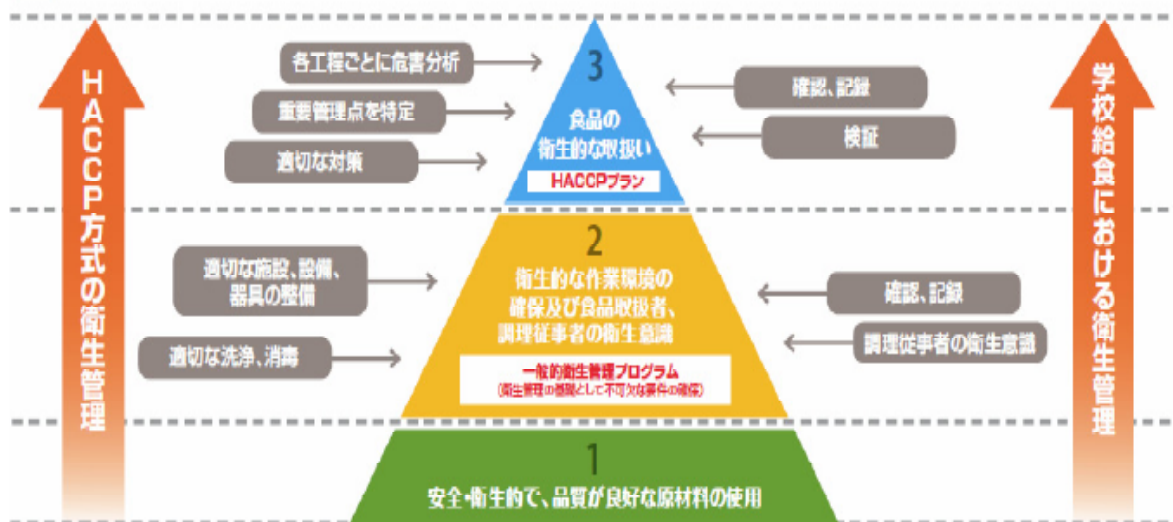 HACCP方式の衛生管理
各工程ごとに危害分析
重要管理点を特定
適切な対策
3
食品の
衛生的な取扱い
HACCPプラン
確認、記録
検証
適切な施設、設備、
器具の整備
適切な洗浄、消毒
2
衛生的な作業環境の
確保及び食品取扱者、
調理従事者の衛生意識
一般的衛生管理プログラム
(衛生管理の基礎として不可欠な要件の確保)
確認、記録
調理従事者の衛生意識
1
安全・衛生的で、品質が良好な原材料の使用
学校給食における衛生管理